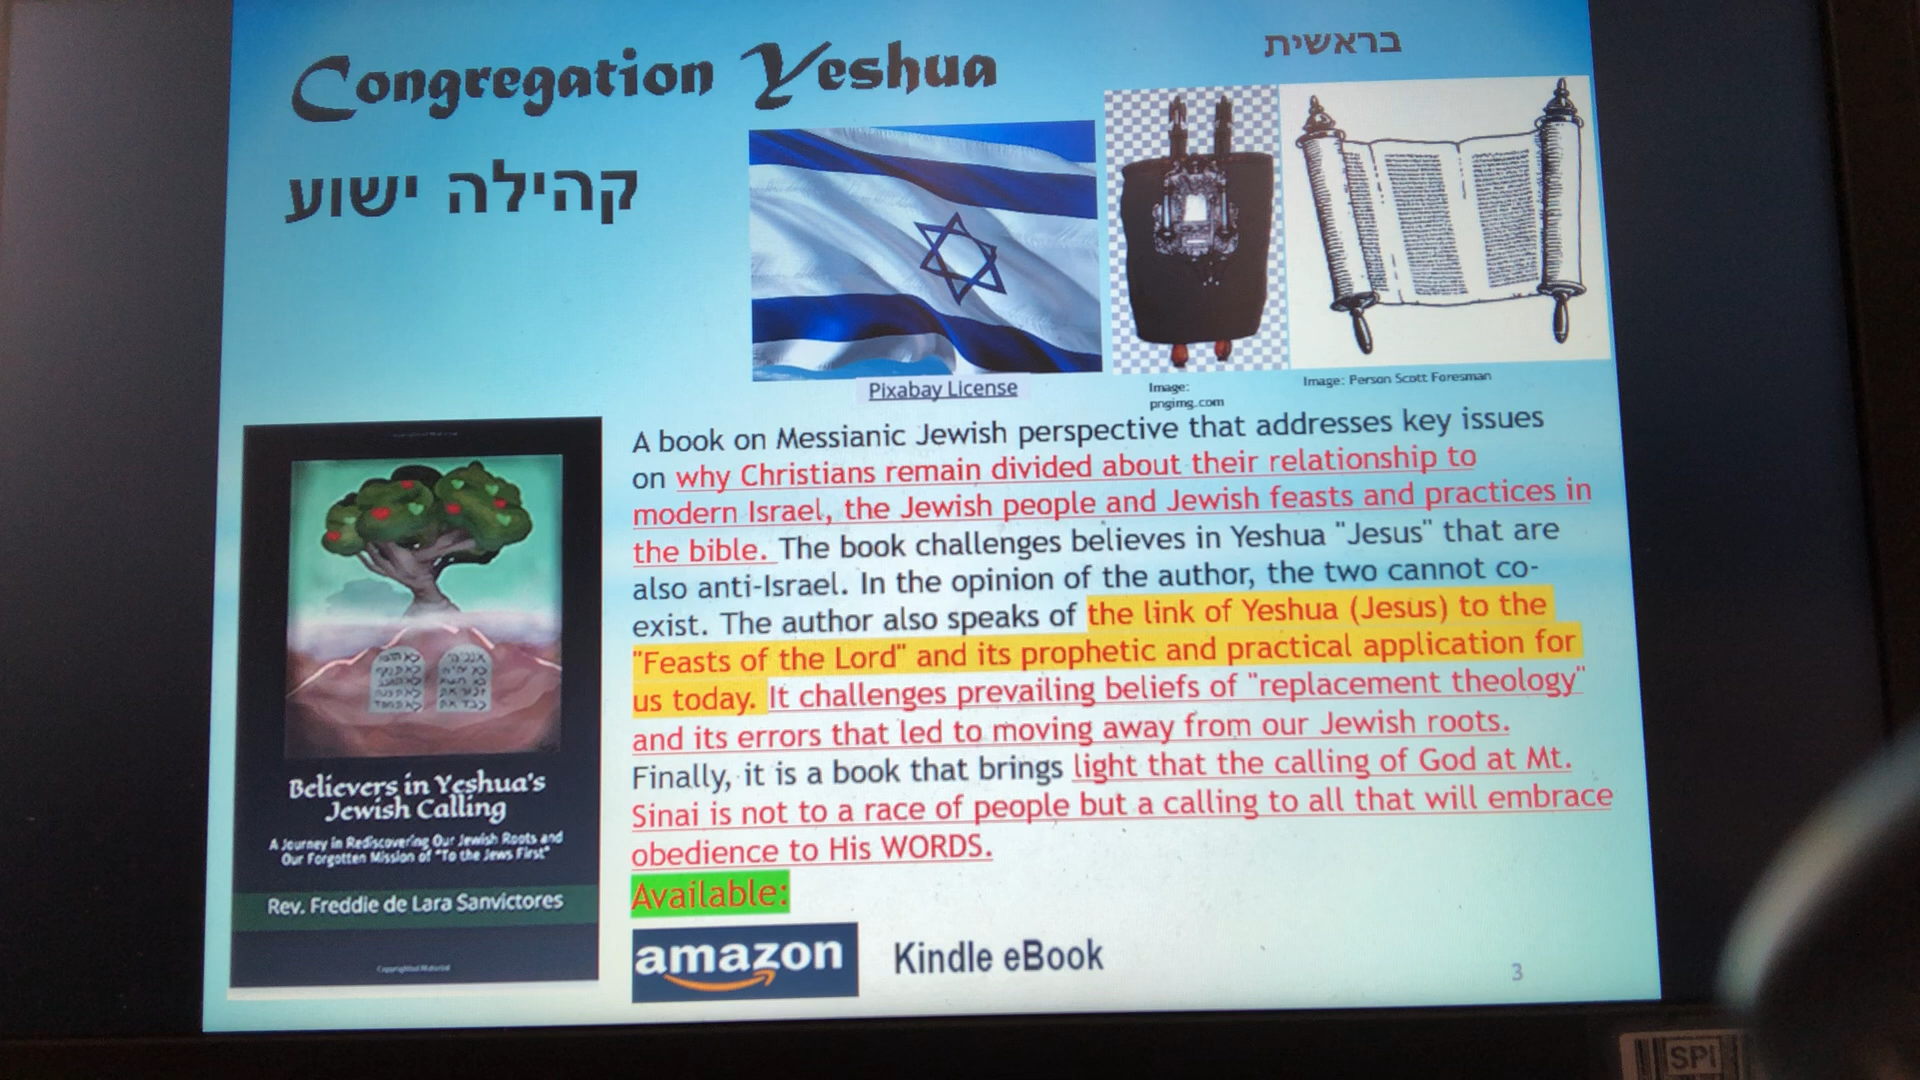 Congregation Yeshua
בראשית
קהילה ישוע
Pixabay License
Image:
pngimg.com
Image: Person Scott Foresman
A book on Messianic Jewish perspective that addresses key issues
on why Christians remain divided about their relationship to
modern Israel, the Jewish people and Jewish feasts and practices in
the bible. The book challenges believes in Yeshua "Jesus" that are
also anti-Israel. In the opinion of the author, the two cannot co-
exist. The author also speaks of the link of Yeshua (Jesus) to the
"Feasts of the Lord" and its prophetic and practical application for
us today. It challenges prevailing beliefs of "replacement theology"
and its errors that led to moving away from our Jewish roots.
Finally, it is a book that brings light that the calling of God at Mt.
Sinai is not to a race of people but a calling to all that will embrace
obedience to His WORDS.
Available:
amazon
Kindle eBook
3
Believers in Yeshua's
Jewish Calling
A Journey in Rediscovering Our Jewish Roots and
Our Forgotten Mission of "To the Jews First"
Rev. Freddie de Lara Sanvictores
Copyrighted Material
SPI